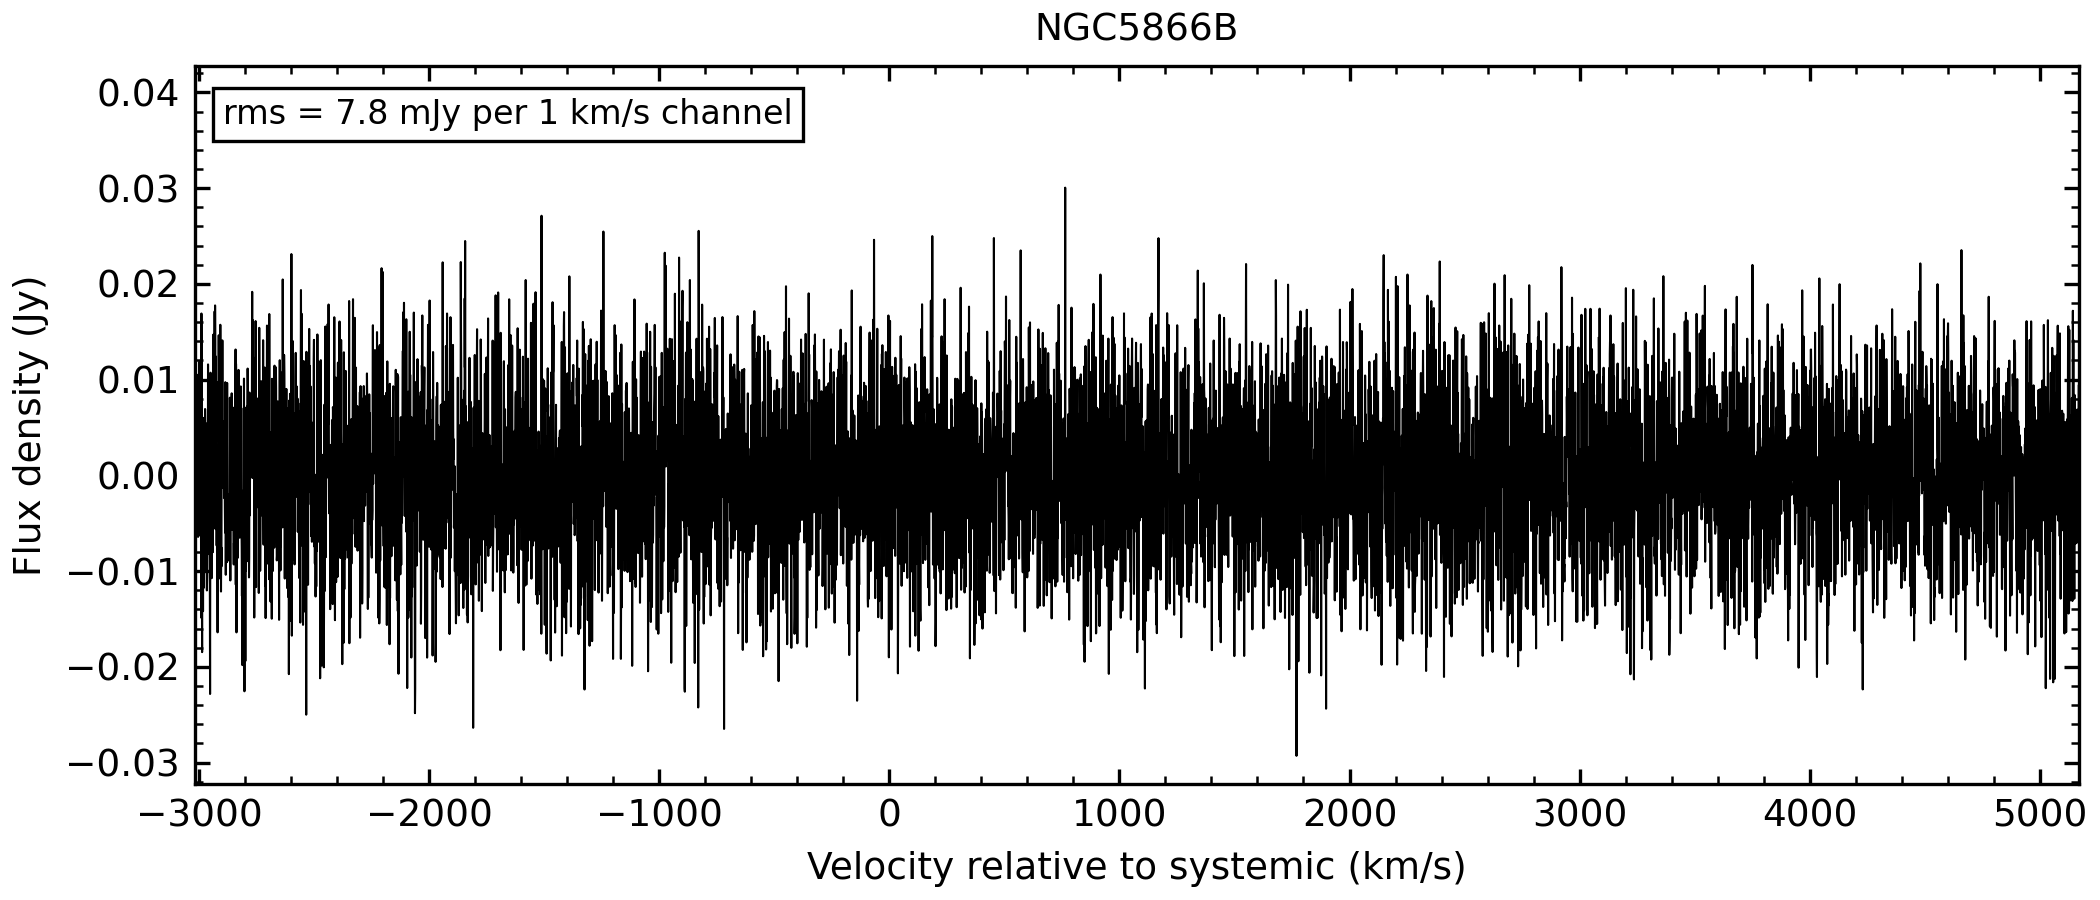 NGC5866B
rms = 7.8 mJy per 1 km/s channel
0.04
0.03
0.02
0.01
0.00
−0.01
−0.02
−0.03
Flux density (Jy)
−3000 −2000 −1000 0 1000 2000 3000 4000 5000
Velocity relative to systemic (km/s)